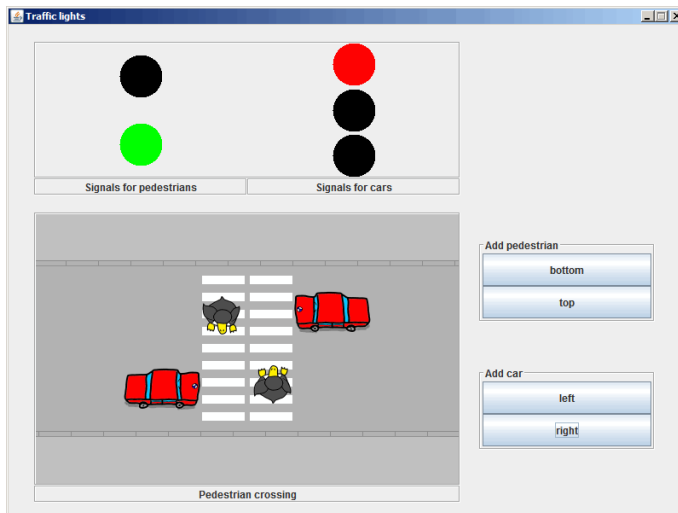 Traffic lights
Signals for pedestrians
Signals for cars
Add pedestrian
bottom
top
Add car
left
right
Pedestrian crossing